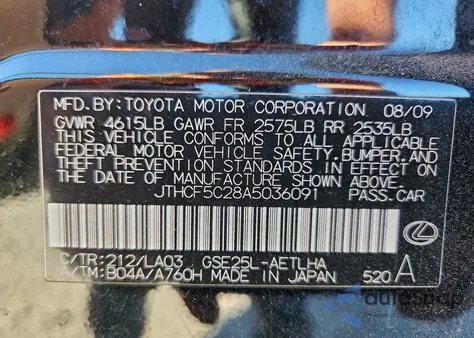 MFD.BY:TOYOTA MOTOR CORPORATION 08/09
GVWR 4615LB GAWR FR 2575LB RR 2535LB
THIS VEHICLE CONFORMS TO ALL APPLICABLE
FEDERAL MOTOR VEHICLE SAFETY,BUMPER,AND
THEFT PREVENTION STANDARDS IN EFFECT ON
THE DATE OF MANUFACTURE SHOWN ABOVE.
JTHCF5C28A5036091 PASS.CAR
C/TR:212/LA03 GSE25L-AETLHA
A/TM:B04A/A760H MADE IN JAPAN 520 A